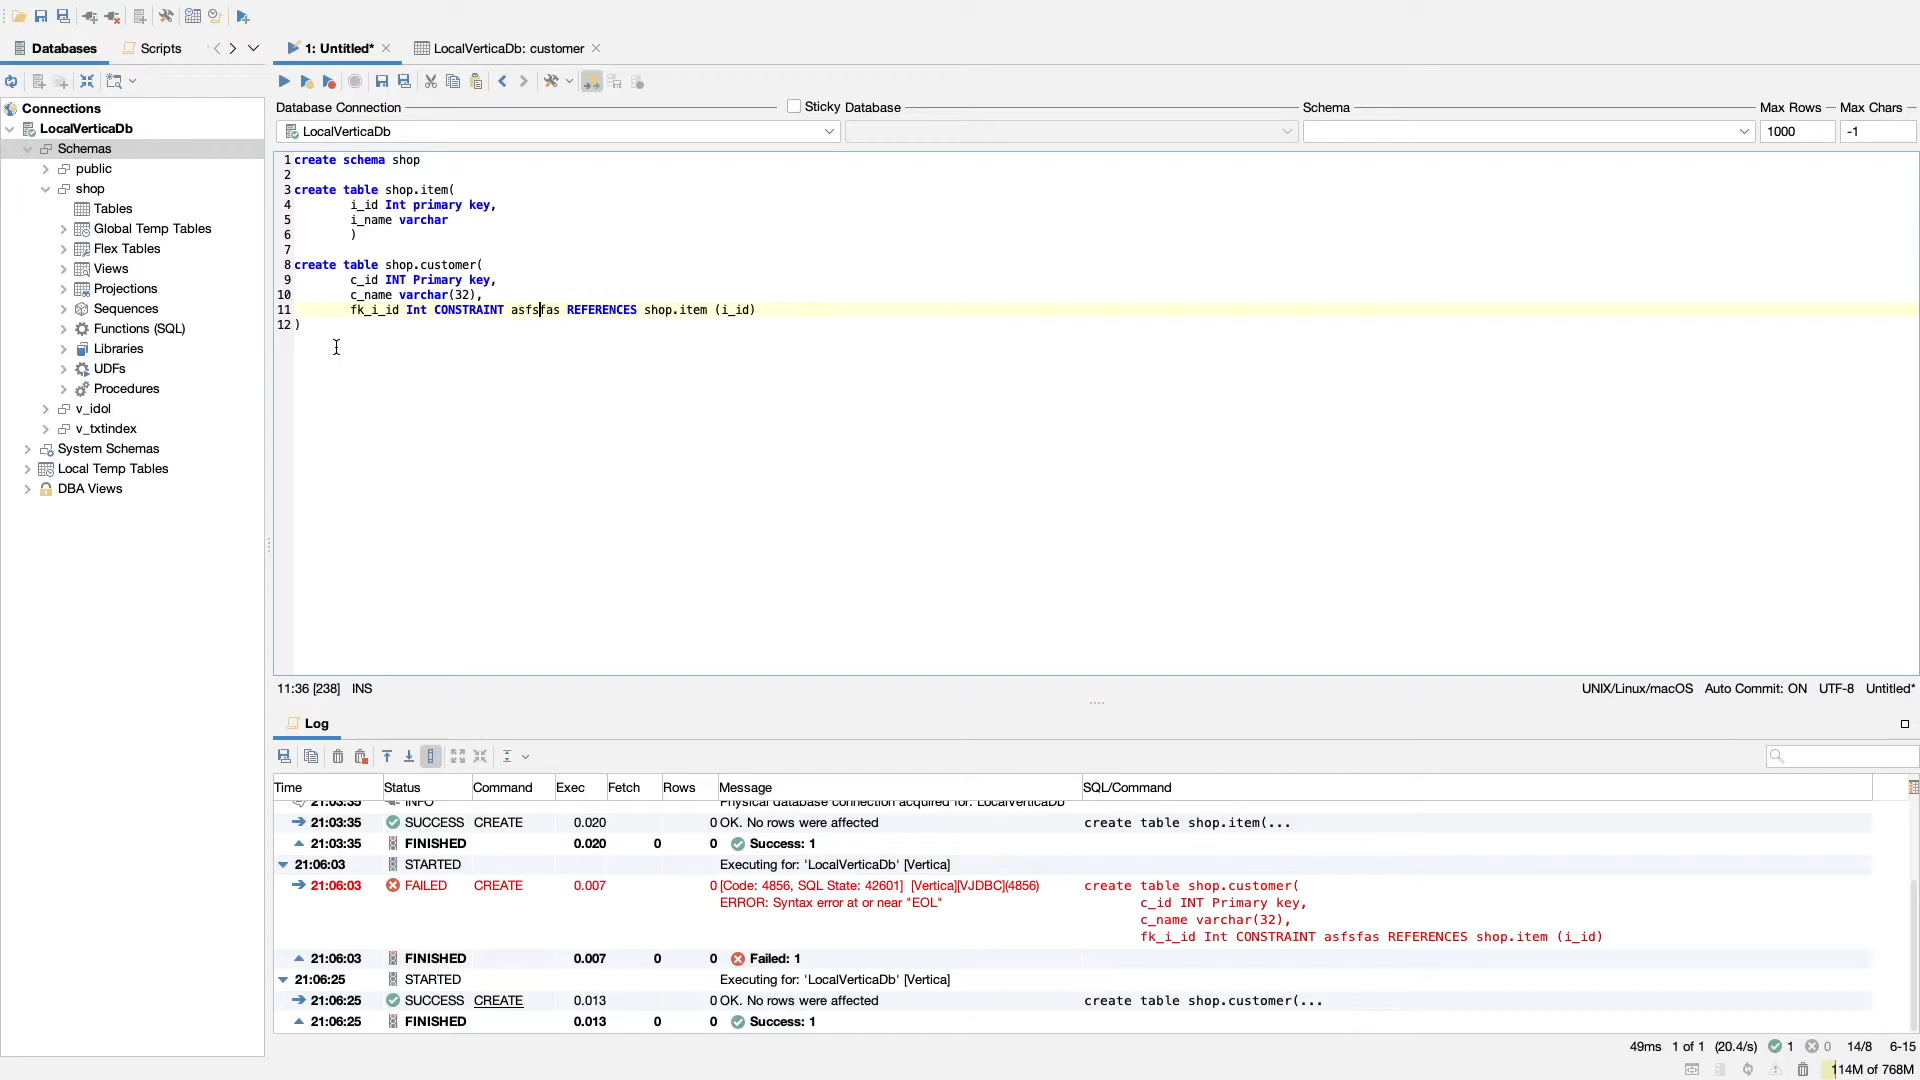 Databases
Scripts
1: Untitled*
LocalVerticaDb: customer
Connections
LocalVerticaDb
Schemas
public
shop
Tables
Global Temp Tables
Flex Tables
Views
Projections
Sequences
Functions (SQL)
Libraries
UDFs
Procedures
v_idol
v_txtindex
System Schemas
Local Temp Tables
DBA Views
Database Connection
Sticky
Database
Schema
Max Rows
Max Chars
LocalVerticaDb
1000
-1
1 create schema shop
2
3 create table shop.item(
4 i_id Int primary key,
5 i_name varchar
6 )
7
8 create table shop.customer(
9 c_id INT Primary key,
10 c_name varchar(32),
11 fk_i_id Int CONSTRAINT asfsfas REFERENCES shop.item (i_id)
12 )
11:36 [238] INS
UNIX/Linux/macOS Auto Commit: ON UTF-8 Untitled*
Log
Time Status Command Exec Fetch Rows Message SQL/Command
21:03:35 INFO Physical database connection acquired for: LocalVerticaDb
21:03:35 SUCCESS CREATE 0.020 0 OK. No rows were affected create table shop.item(...
21:03:35 FINISHED 0.020 0 0 Success: 1
21:06:03 STARTED Executing for: 'LocalVerticaDb' [Vertica]
21:06:03 FAILED CREATE 0.007 0 [Code: 4856, SQL State: 42601] [Vertica][VJDBC](4856) create table shop.customer(
ERROR: Syntax error at or near "EOL" c_id INT Primary key,
c_name varchar(32),
fk_i_id Int CONSTRAINT asfsfas REFERENCES shop.item (i_id)
21:06:03 FINISHED 0.007 0 0 Failed: 1
21:06:25 STARTED Executing for: 'LocalVerticaDb' [Vertica]
21:06:25 SUCCESS CREATE 0.013 0 OK. No rows were affected create table shop.customer(...
21:06:25 FINISHED 0.013 0 0 Success: 1
49ms 1 of 1 (20.4/s) 1 0 14/8 6-15
114M of 768M